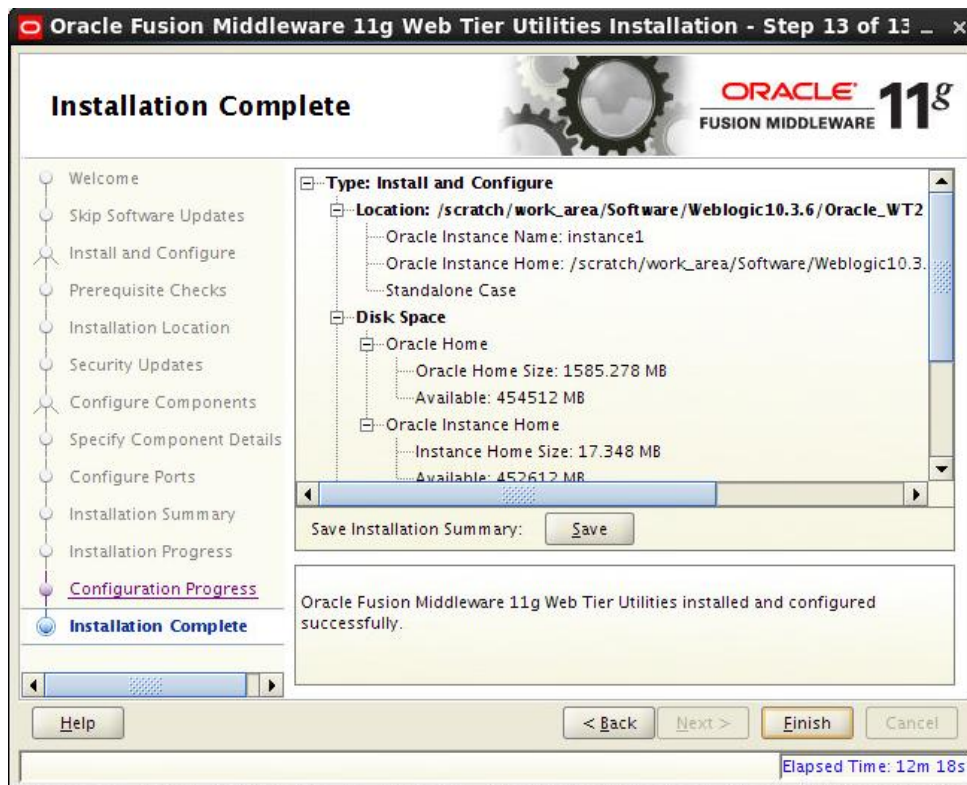 Oracle Fusion Middleware 11g Web Tier Utilities Installation - Step 13 of 13
Installation Complete
ORACLE
FUSION MIDDLEWARE
11g
Welcome
Skip Software Updates
Install and Configure
Prerequisite Checks
Installation Location
Security Updates
Configure Components
Specify Component Details
Configure Ports
Installation Summary
Installation Progress
Configuration Progress
Installation Complete
Type: Install and Configure
Location: /scratch/work_area/Software/Weblogic10.3.6/Oracle_WT2
Oracle Instance Name: instance1
Oracle Instance Home: /scratch/work_area/Software/Weblogic10.3.
Standalone Case
Disk Space
Oracle Home
Oracle Home Size: 1585.278 MB
Available: 454512 MB
Oracle Instance Home
Instance Home Size: 17.348 MB
Available: 452612 MB
Save Installation Summary: Save
Oracle Fusion Middleware 11g Web Tier Utilities installed and configured
successfully.
Help < Back Next > Finish Cancel
Elapsed Time: 12m 18s